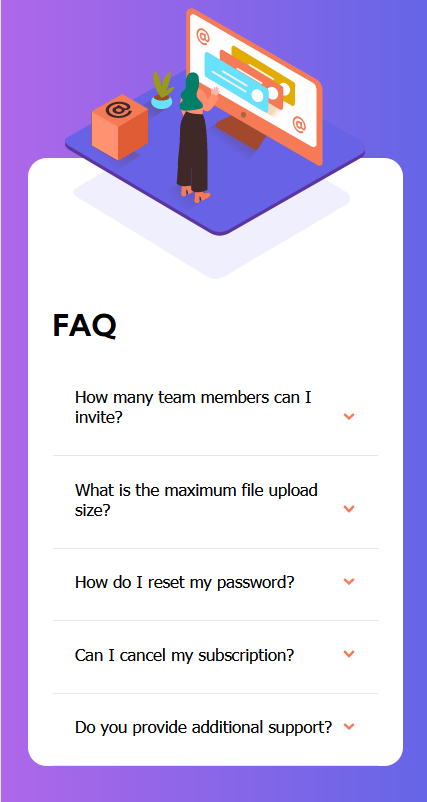 @
@
@
FAQ
How many team members can I
invite?
What is the maximum file upload
size?
How do I reset my password?
Can I cancel my subscription?
Do you provide additional support?